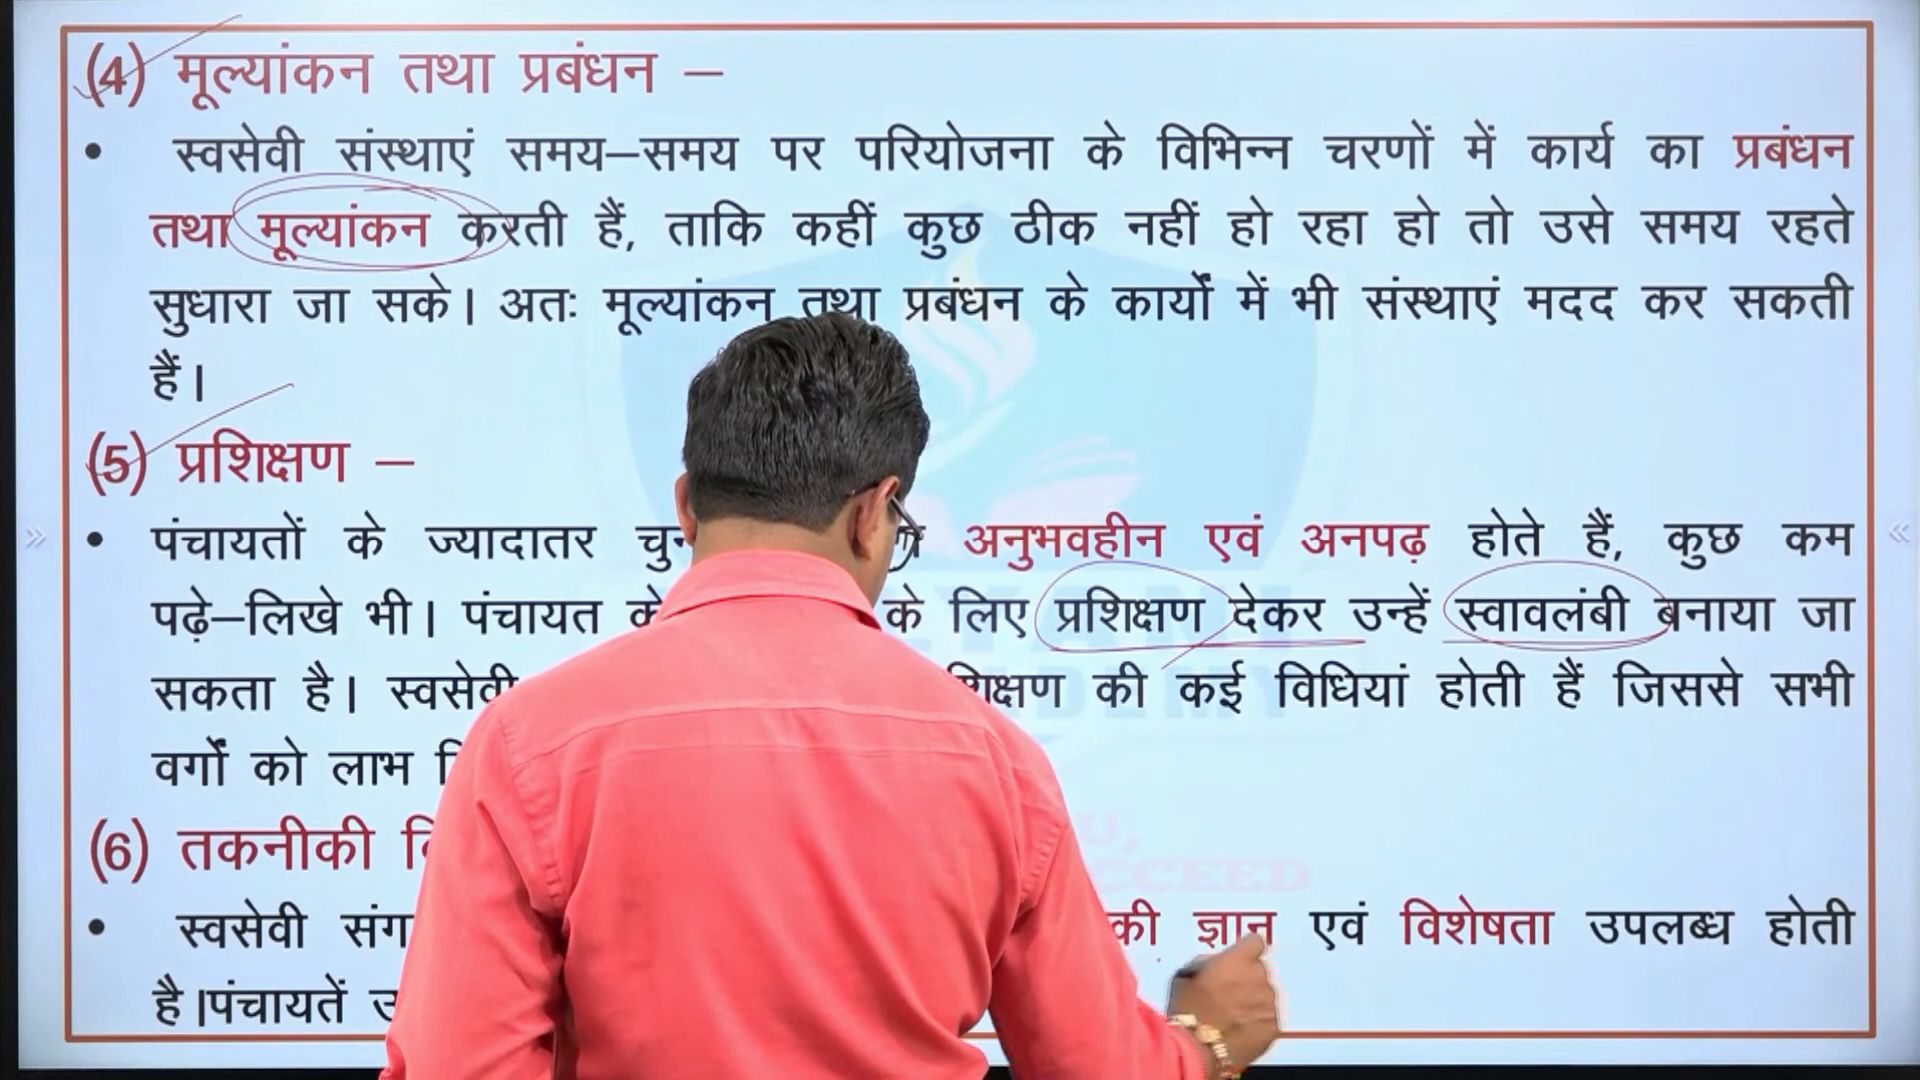 (4) मूल्यांकन तथा प्रबंधन –
• स्वसेवी संस्थाएं समय–समय पर परियोजना के विभिन्न चरणों में कार्य का प्रबंधन
तथा मूल्यांकन करती हैं, ताकि कहीं कुछ ठीक नहीं हो रहा हो तो उसे समय रहते
सुधारा जा सके। अतः मूल्यांकन तथा प्रबंधन के कार्यों में भी संस्थाएं मदद कर सकती
हैं।
(5) प्रशिक्षण –
• पंचायतों के ज्यादातर अनुभवहीन एवं अनपढ़ होते हैं, कुछ कम
पढ़े–लिखे भी। पंचायत के लिए प्रशिक्षण देकर उन्हें स्वावलंबी बनाया जा
सकता है। स्वसेवी की कई विधियां होती हैं जिससे सभी
वर्गों को लाभ
(6) तकनीकी
• स्वसेवी ज्ञान एवं विशेषता उपलब्ध होती
है।पंचायतें